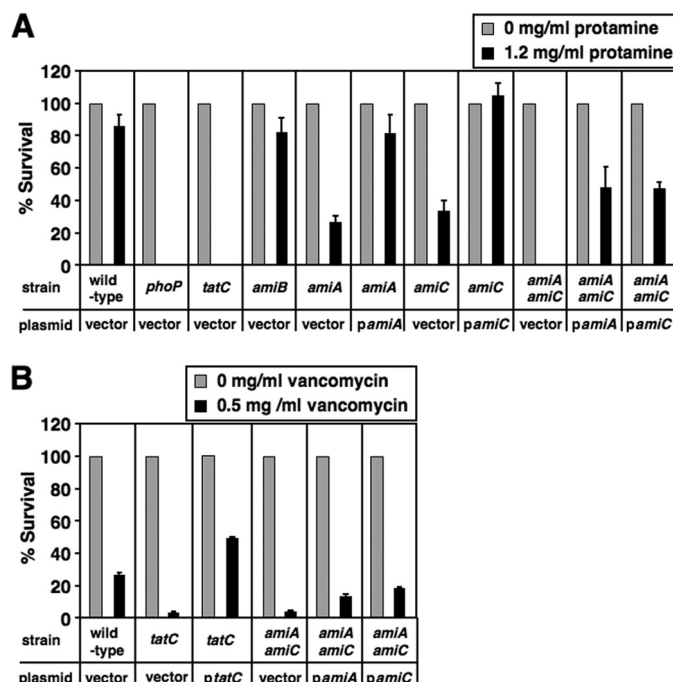 A
0 mg/ml protamine
1.2 mg/ml protamine
% Survival
120
100
80
60
40
20
0
strain wild-type phoP tatC amiB amiA amiA amiC amiC amiA amiC amiA amiC amiA amiC
plasmid vector vector vector vector vector pamiA vector pamiC vector pamiA pamiC
B
0 mg/ml vancomycin
0.5 mg /ml vancomycin
% Survival
120
100
80
60
40
20
0
strain wild-type tatC tatC amiA amiC amiA amiC amiA amiC
plasmid vector vector ptatC vector pamiA pamiC